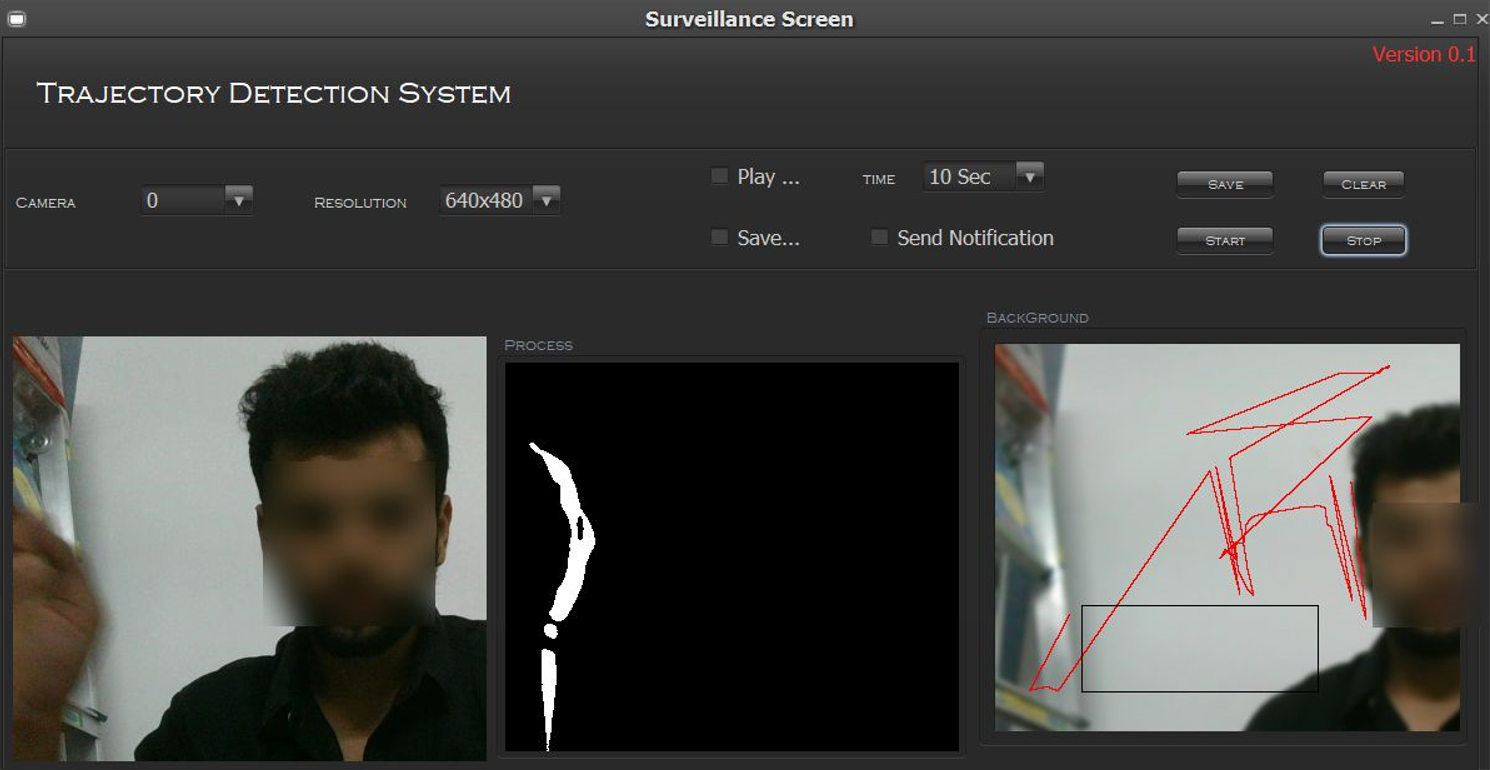 Surveillance Screen
Version 0.1
Trajectory Detection System
Camera 0 Resolution 640x480
Play ... Time 10 Sec Save Clear
Save... Send Notification Start Stop
Process
BackGround